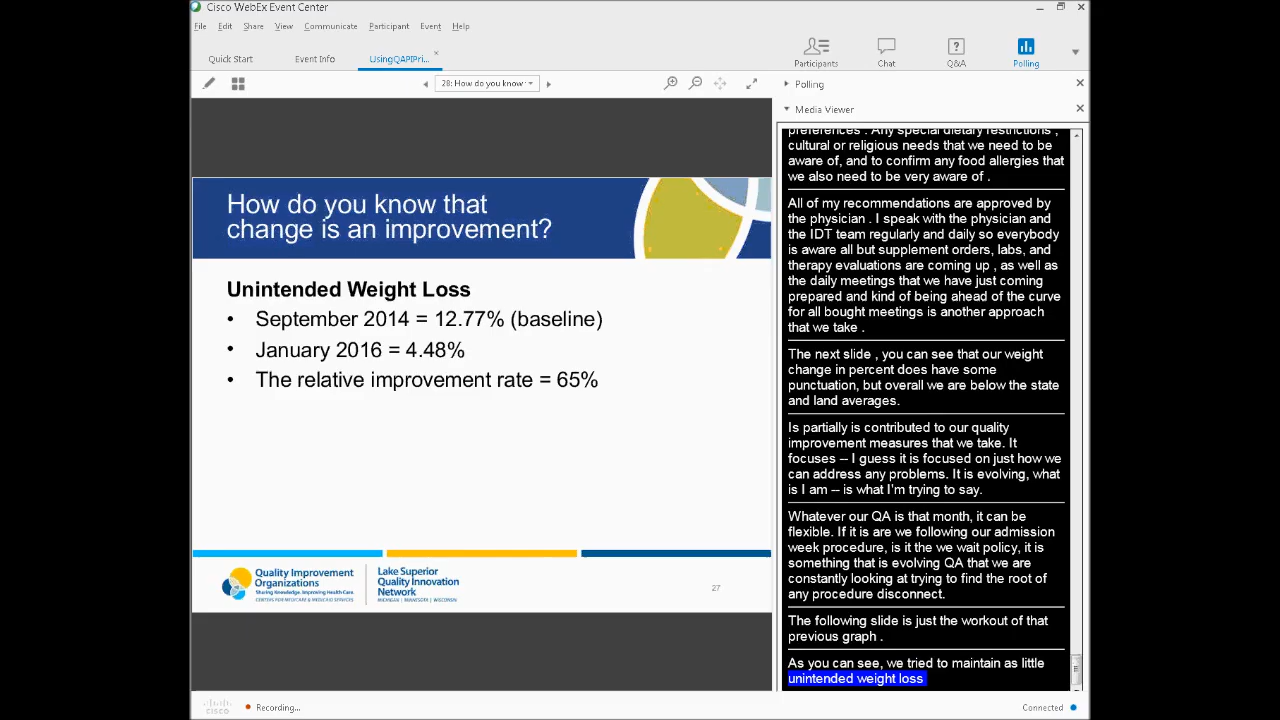 Cisco WebEx Event Center
File Edit Share View Communicate Participant Event Help
Quick Start Event Info UsingQAPIPri...
Participants Chat Q&A Polling
28: How do you know
Polling
Media Viewer
How do you know that
change is an improvement?
Unintended Weight Loss
• September 2014 = 12.77% (baseline)
• January 2016 = 4.48%
• The relative improvement rate = 65%
Quality Improvement
Organizations
Sharing Knowledge. Improving Health Care.
CENTERS FOR MEDICARE & MEDICAID SERVICES
Lake Superior
Quality Innovation
Network
MICHIGAN | MINNESOTA | WISCONSIN
27
preferences . Any special dietary restrictions ,
cultural or religious needs that we need to be
aware of, and to confirm any food allergies that
we also need to be very aware of .
All of my recommendations are approved by
the physician . I speak with the physician and
the IDT team regularly and daily so everybody
is aware all but supplement orders, labs, and
therapy evaluations are coming up , as well as
the daily meetings that we have just coming
prepared and kind of being ahead of the curve
for all bought meetings is another approach
that we take .
The next slide , you can see that our weight
change in percent does have some
punctuation, but overall we are below the state
and land averages.
Is partially is contributed to our quality
improvement measures that we take. It
focuses -- I guess it is focused on just how we
can address any problems. It is evolving, what
is I am -- is what I'm trying to say.
Whatever our QA is that month, it can be
flexible. If it is are we following our admission
week procedure, is it the we wait policy, it is
something that is evolving QA that we are
constantly looking at trying to find the root of
any procedure disconnect.
The following slide is just the workout of that
previous graph .
As you can see, we tried to maintain as little
unintended weight loss
cisco
Recording...
Connected